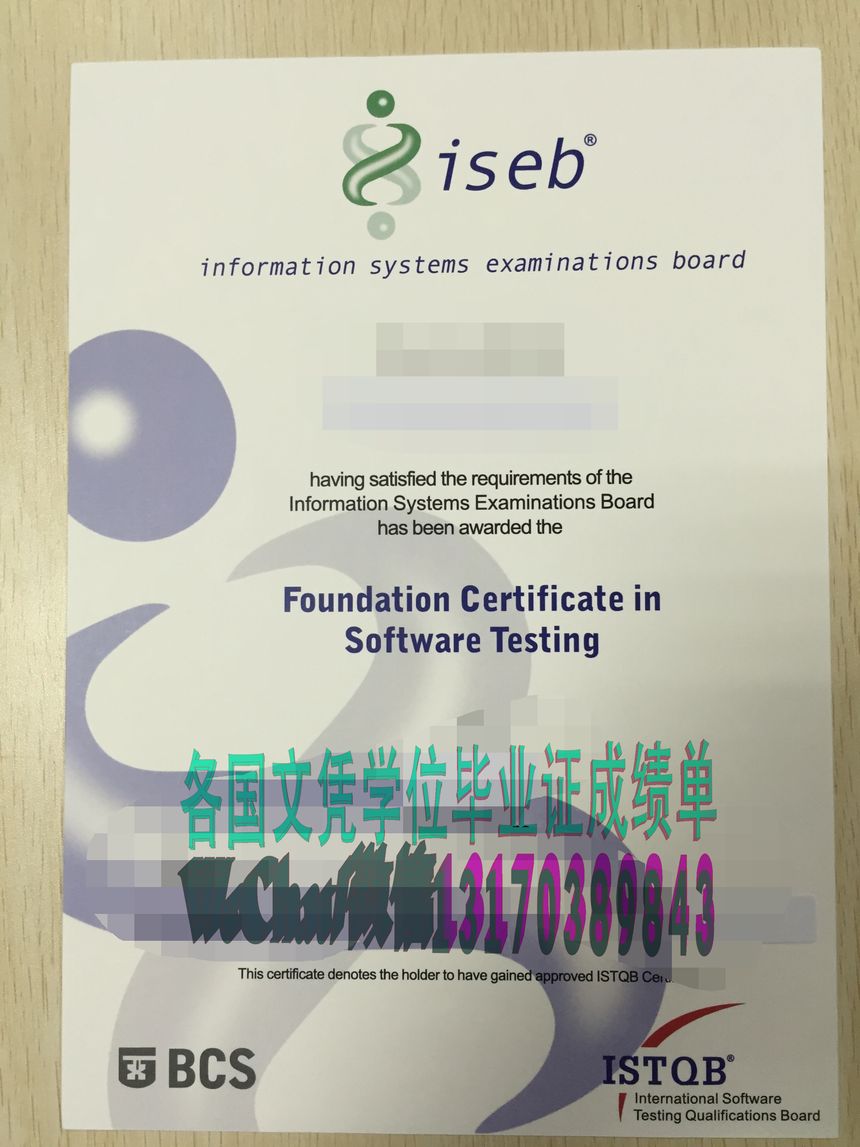 iseb®
information systems examinations board
having satisfied the requirements of the
Information Systems Examinations Board
has been awarded the
Foundation Certificate in
Software Testing
各国文凭学位毕业证成绩单
WeChat微信13170389843
This certificate denotes the holder to have gained approved ISTQB
BCS
ISTQB®
International Software
Testing Qualifications Board